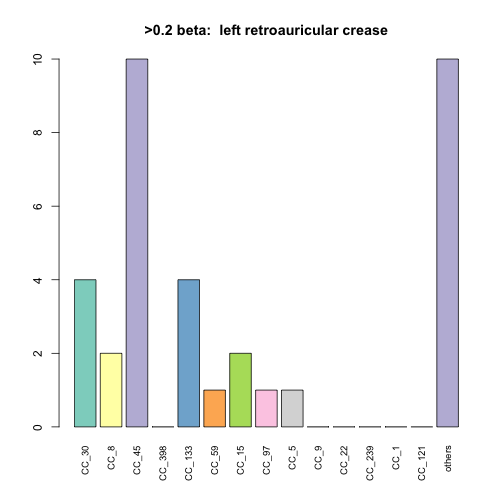 >0.2 beta:  left retroauricular crease
10
8
6
4
2
0
CC_30
CC_8
CC_45
CC_398
CC_133
CC_59
CC_15
CC_97
CC_5
CC_9
CC_22
CC_239
CC_1
CC_121
others